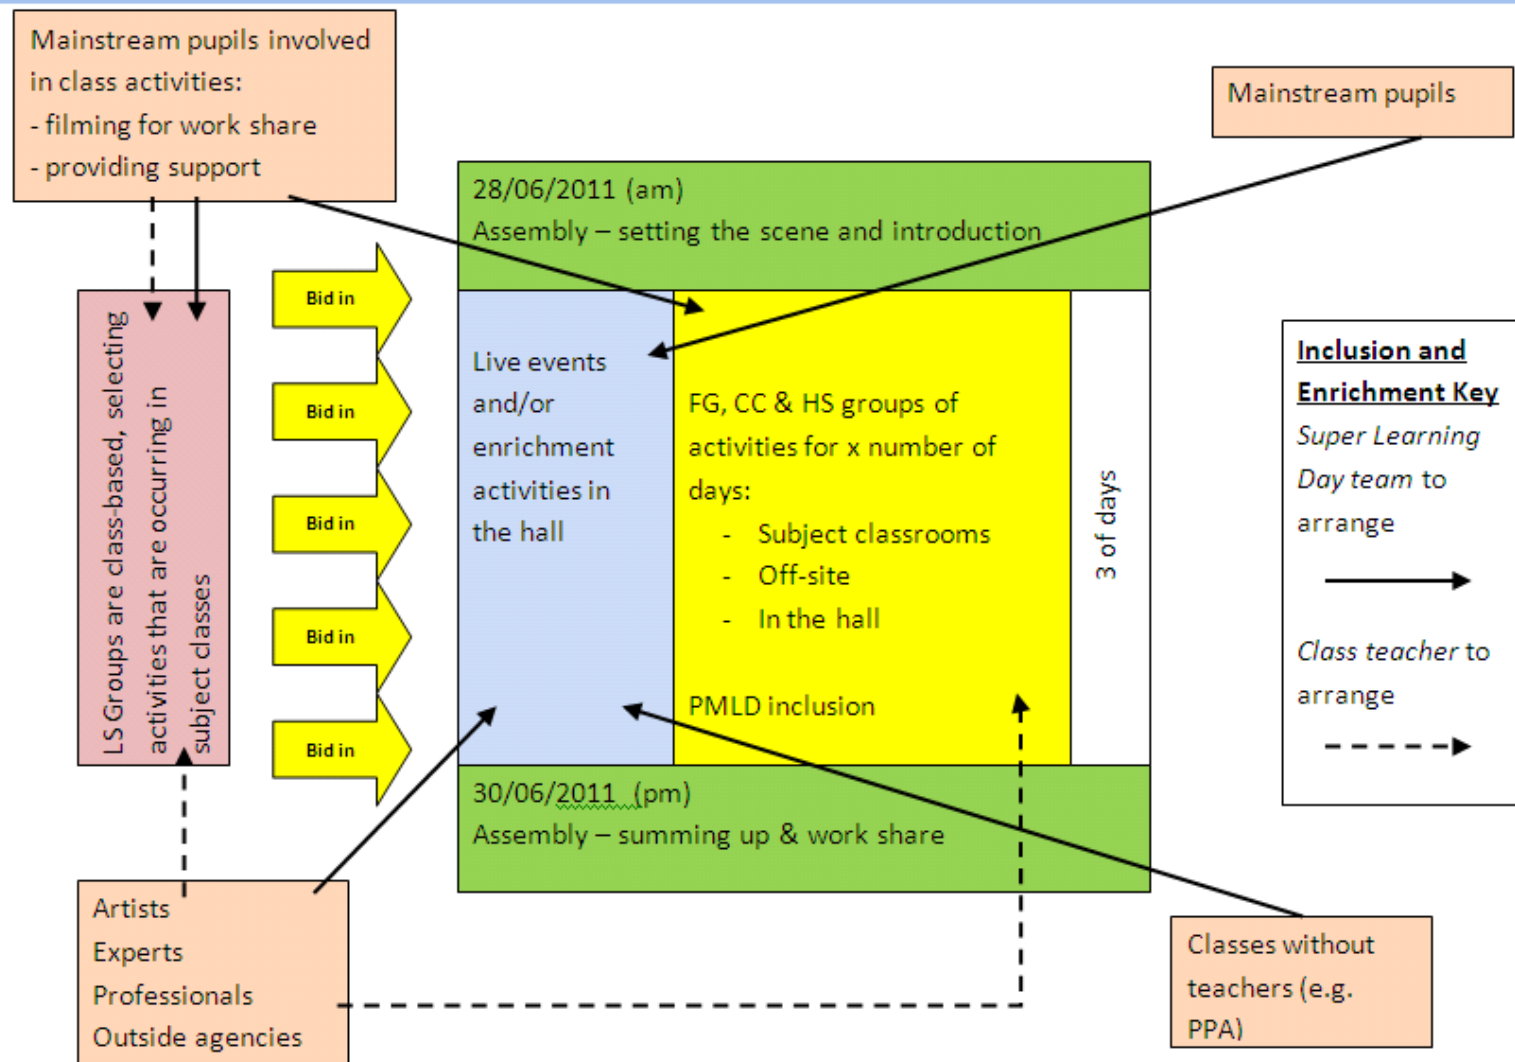 Mainstream pupils involved
in class activities:
- filming for work share
- providing support
Mainstream pupils
28/06/2011 (am)
Assembly – setting the scene and introduction
LS Groups are class-based, selecting
activities that are occurring in
subject classes
Bid in
Bid in
Bid in
Bid in
Bid in
Live events
and/or
enrichment
activities in
the hall
FG, CC & HS groups of
activities for x number of
days:
- Subject classrooms
- Off-site
- In the hall
PMLD inclusion
3 of days
Inclusion and
Enrichment Key
Super Learning
Day team to
arrange
Class teacher to
arrange
30/06/2011 (pm)
Assembly – summing up & work share
Artists
Experts
Professionals
Outside agencies
Classes without
teachers (e.g.
PPA)